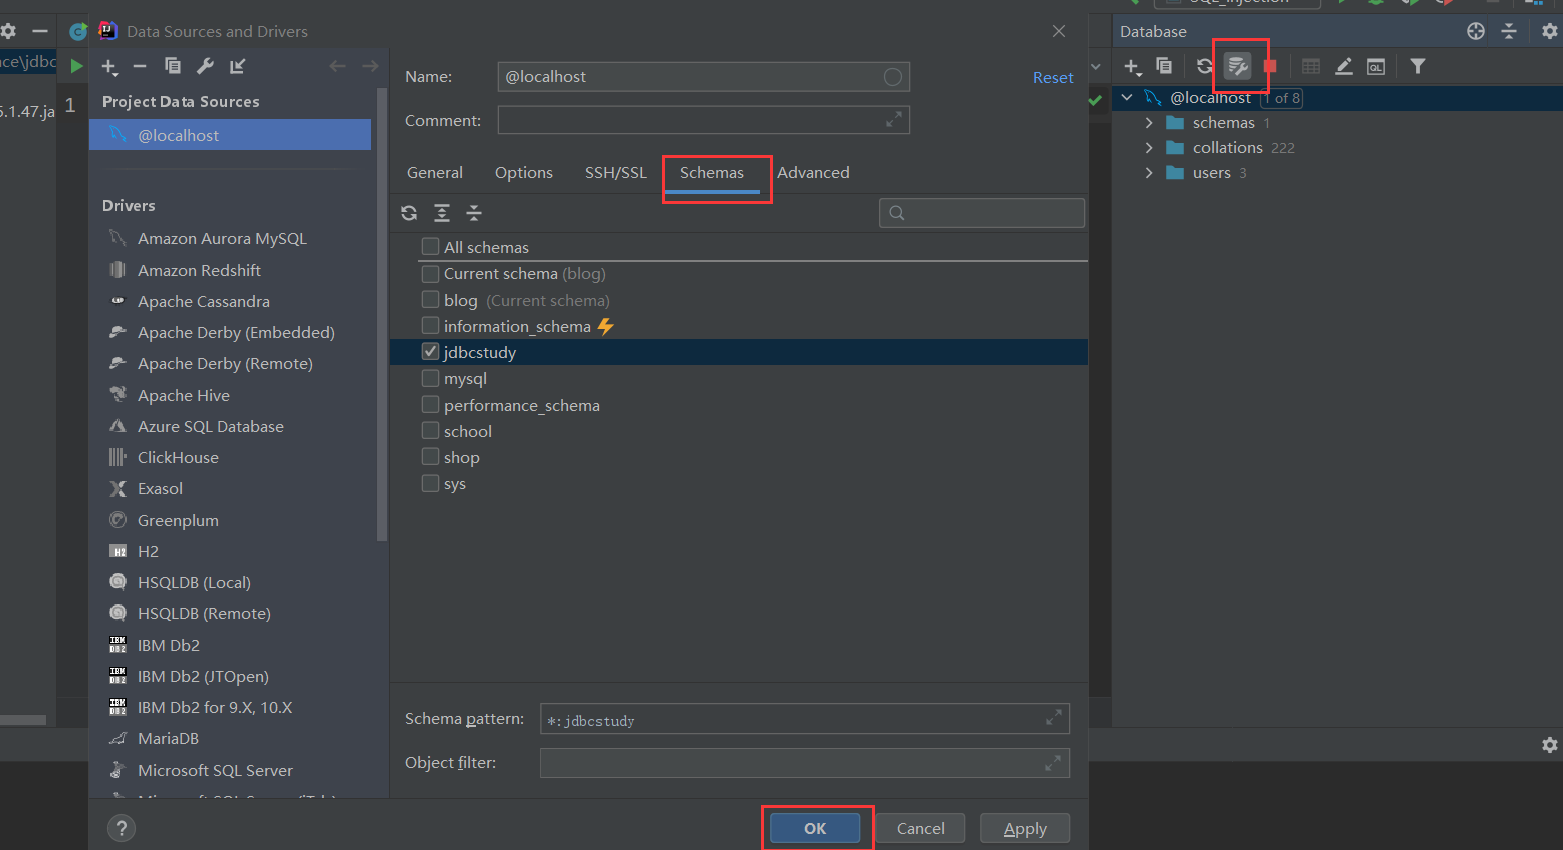 Data Sources and Drivers
Project Data Sources
@localhost
Drivers
Amazon Aurora MySQL
Amazon Redshift
Apache Cassandra
Apache Derby (Embedded)
Apache Derby (Remote)
Apache Hive
Azure SQL Database
ClickHouse
Exasol
Greenplum
H2
HSQLDB (Local)
HSQLDB (Remote)
IBM Db2
IBM Db2 (JTOpen)
IBM Db2 for 9.X, 10.X
MariaDB
Microsoft SQL Server
Name: @localhost
Reset
Comment:
General Options SSH/SSL Schemas Advanced
All schemas
Current schema (blog)
blog (Current schema)
information_schema
jdbcstudy
mysql
performance_schema
school
shop
sys
Schema pattern: *:jdbcstudy
Object filter:
? OK Cancel Apply
ce\jdbc
5.1.47.ja
1
Database
QL
@localhost 1 of 8
schemas 1
collations 222
users 3